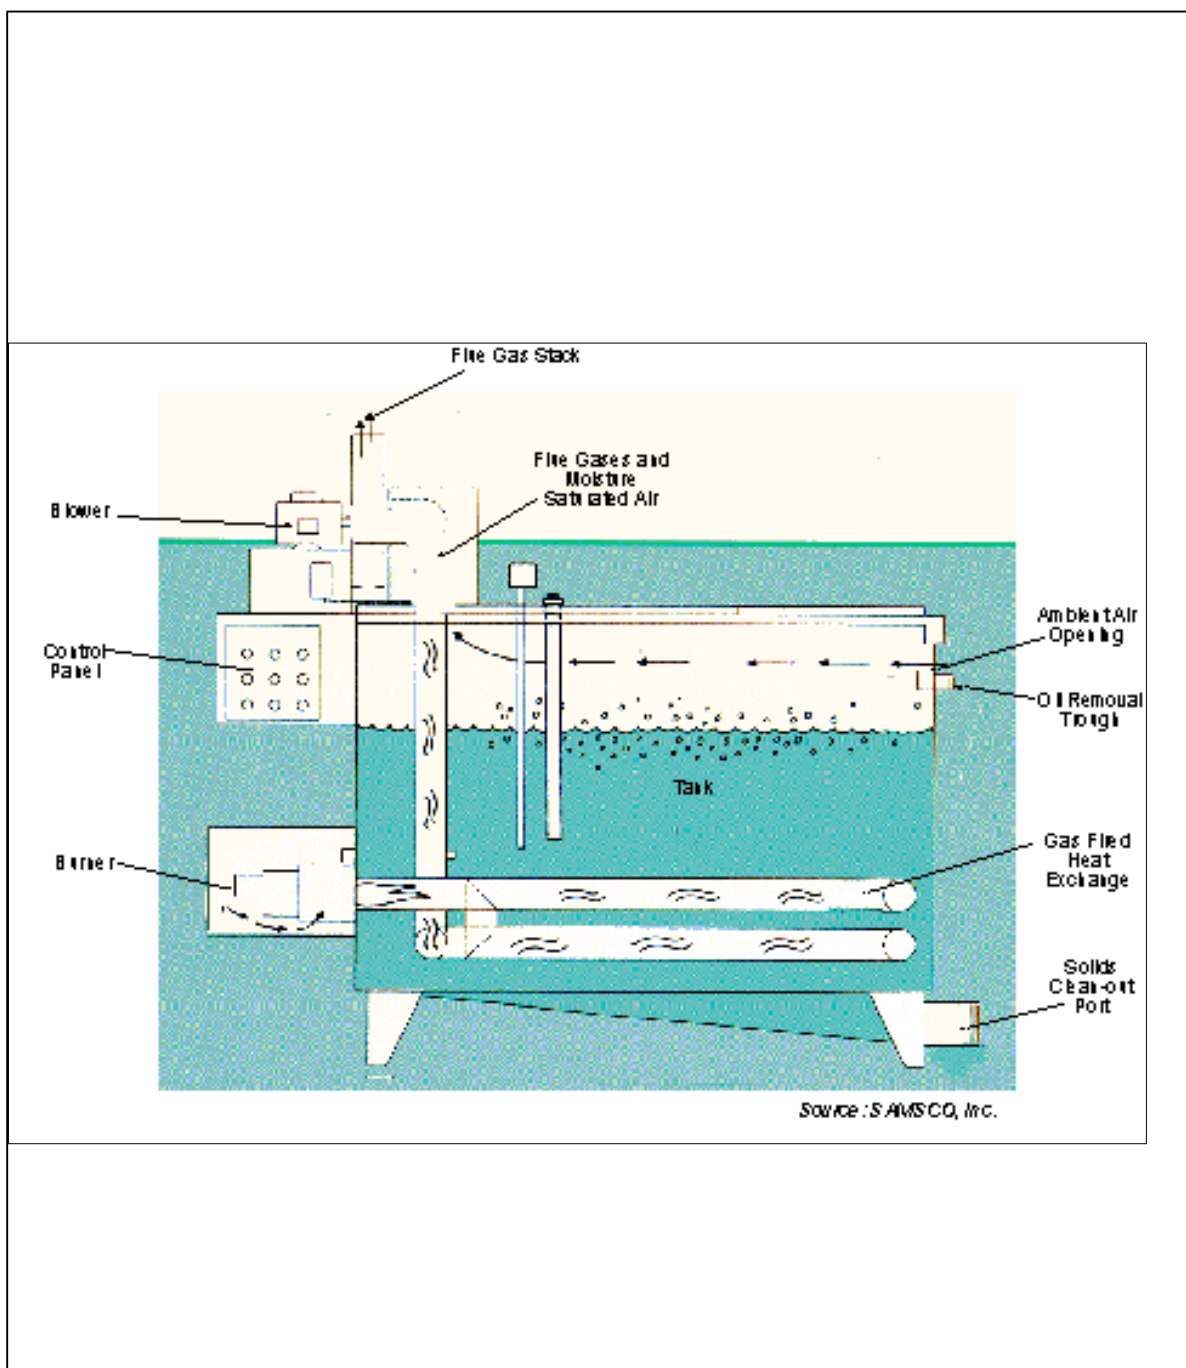 Flue Gas Stack
Flue Gases and
Moisture
Saturated Air
Blower
Ambient Air
Opening
Control
Panel
Oil Removal
Trough
Tank
Burner
Gas Fired
Heat
Exchange
Solids
Clean-out
Port
Source: SAMSCO, Inc.